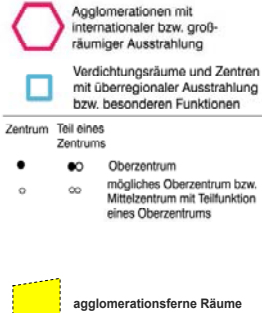 Agglomerationen mit
internationaler bzw. groß-
räumiger Ausstrahlung
Verdichtungsräume und Zentren
mit überregionaler Ausstrahlung
bzw. besonderen Funktionen
Zentrum Teil eines
Zentrums
Oberzentrum
mögliches Oberzentrum bzw.
Mittelzentrum mit Teilfunktion
eines Oberzentrums
agglomerationsferne Räume